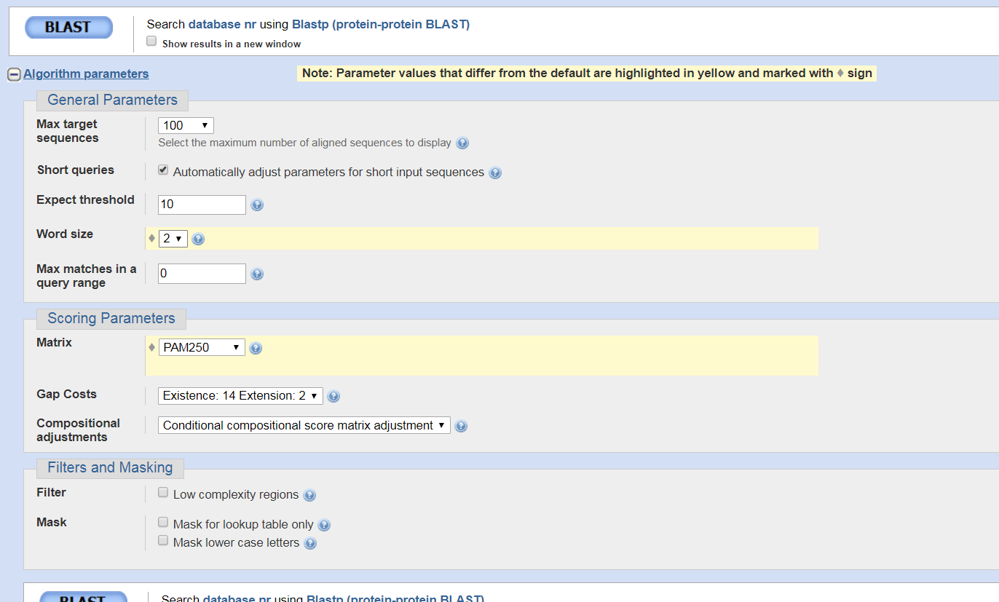 BLAST
Search database nr using Blastp (protein-protein BLAST)
Show results in a new window
Algorithm parameters
Note: Parameter values that differ from the default are highlighted in yellow and marked with ♦ sign
General Parameters
Max target sequences
100
Select the maximum number of aligned sequences to display
Short queries
Automatically adjust parameters for short input sequences
Expect threshold
10
Word size
♦ 2
Max matches in a query range
0
Scoring Parameters
Matrix
♦ PAM250
Gap Costs
Existence: 14 Extension: 2
Compositional adjustments
Conditional compositional score matrix adjustment
Filters and Masking
Filter
Low complexity regions
Mask
Mask for lookup table only
Mask lower case letters
BLAST
Search database nr using Blastp (protein-protein BLAST)